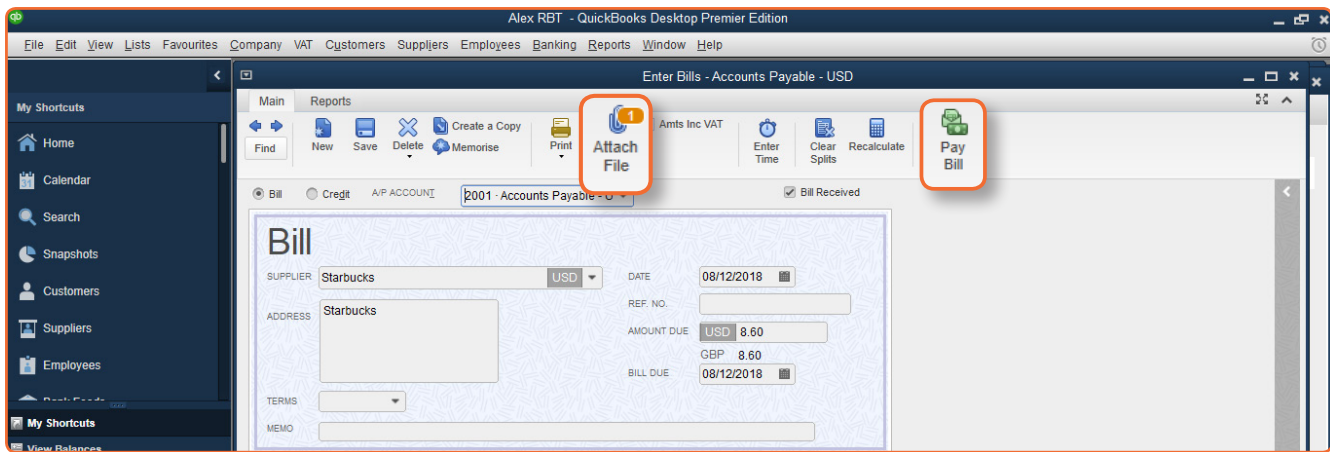 qb
Alex RBT - QuickBooks Desktop Premier Edition
File Edit View Lists Favourites Company VAT Customers Suppliers Employees Banking Reports Window Help
Enter Bills - Accounts Payable - USD
My Shortcuts
Main Reports
Find
New
Save
Delete
Create a Copy
Memorise
Print
1
Attach
File
Amts Inc VAT
Enter
Time
Clear
Splits
Recalculate
Pay
Bill
Home
Calendar
Search
Snapshots
Customers
Suppliers
Employees
My Shortcuts
View Balances
Bill Credit A/P ACCOUNT 2001 · Accounts Payable - U Bill Received
Bill
SUPPLIER Starbucks USD
DATE 08/12/2018
ADDRESS Starbucks
REF. NO.
AMOUNT DUE USD 8.60
GBP 8.60
BILL DUE 08/12/2018
TERMS
MEMO